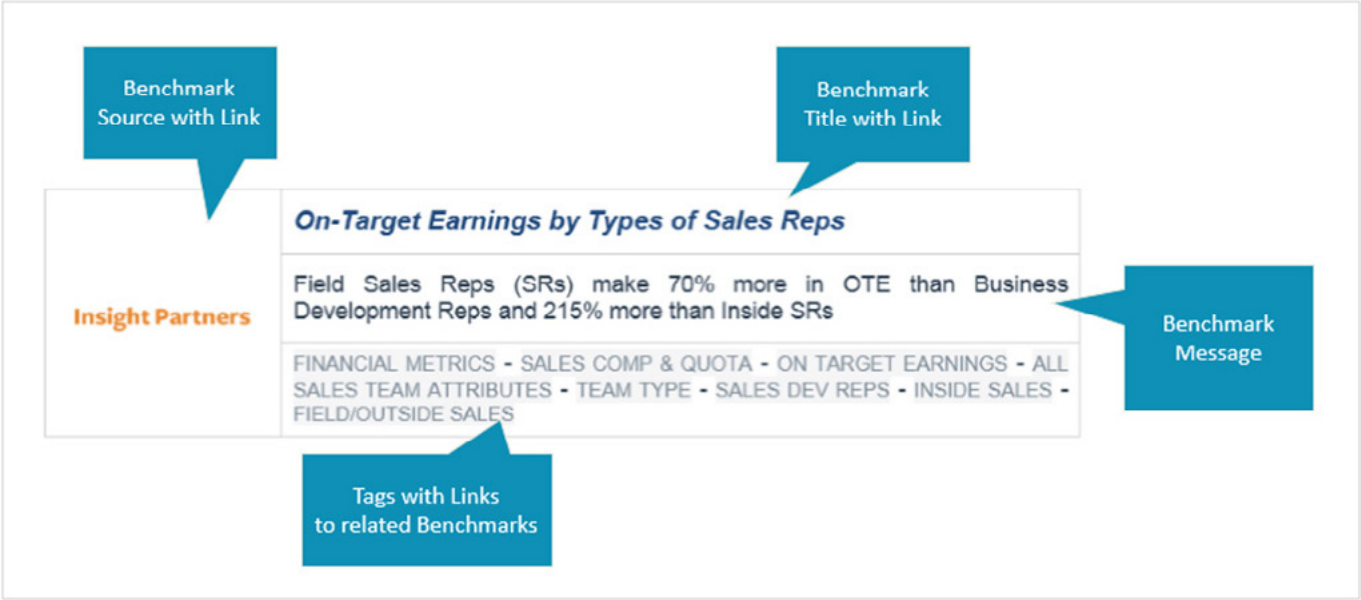 Benchmark
Source with Link
Benchmark
Title with Link
On-Target Earnings by Types of Sales Reps
Insight Partners
Field Sales Reps (SRs) make 70% more in OTE than Business
Development Reps and 215% more than Inside SRs
Benchmark
Message
FINANCIAL METRICS - SALES COMP & QUOTA - ON TARGET EARNINGS - ALL
SALES TEAM ATTRIBUTES - TEAM TYPE - SALES DEV REPS - INSIDE SALES -
FIELD/OUTSIDE SALES
Tags with Links
to related Benchmarks